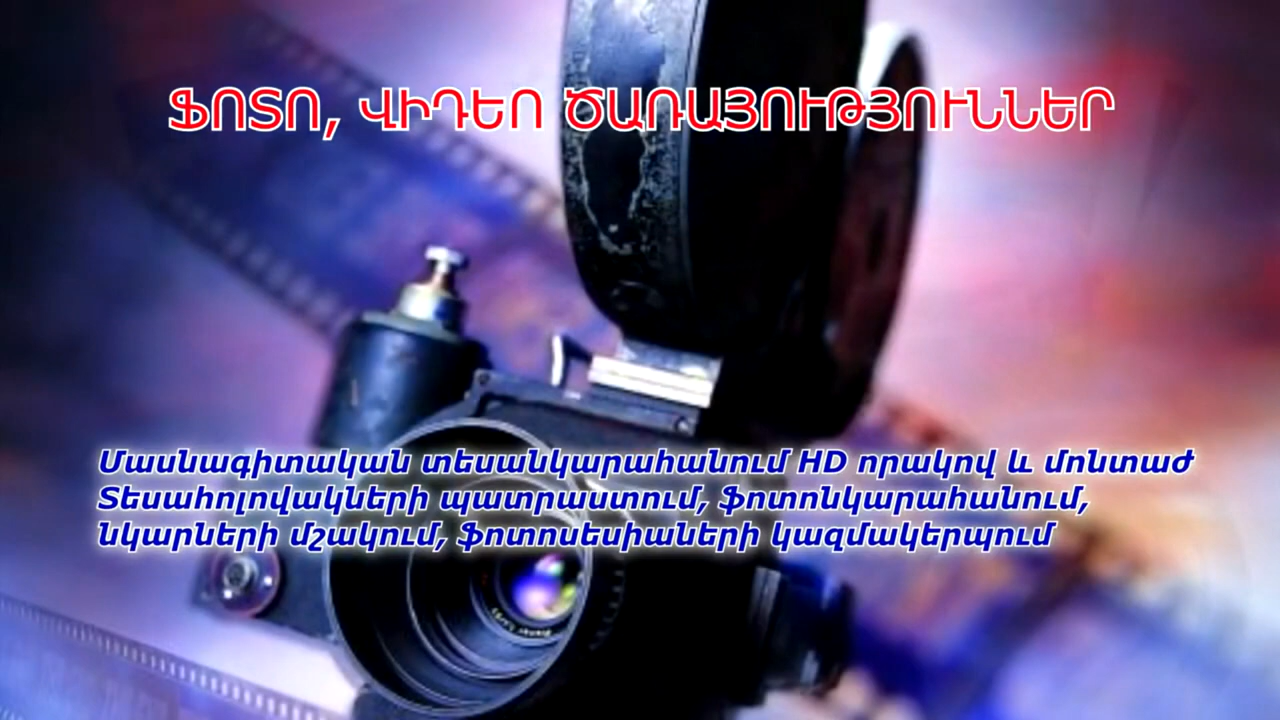 ՖՈՏՈ, ՎԻԴԵՈ ԾԱՌԱՅՈՒԹՅՈՒՆՆԵՐ
Մասնագիտական տեսանկարահանում HD որակով և մոնտաժ
Տեսահոլովակների պատրաստում, ֆոտոնկարահանում,
նկարների մշակում, ֆոտոսեսիաների կազմակերպում